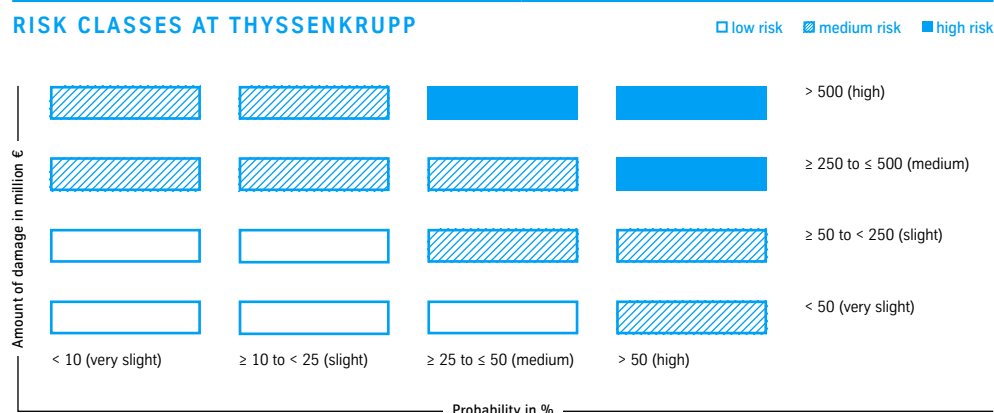 RISK CLASSES AT THYSSENKRUPP
low risk medium risk high risk
> 500 (high)
≥ 250 to ≤ 500 (medium)
≥ 50 to < 250 (slight)
< 50 (very slight)
Amount of damage in million €
< 10 (very slight) ≥ 10 to < 25 (slight) ≥ 25 to ≤ 50 (medium) > 50 (high)
Probability in %